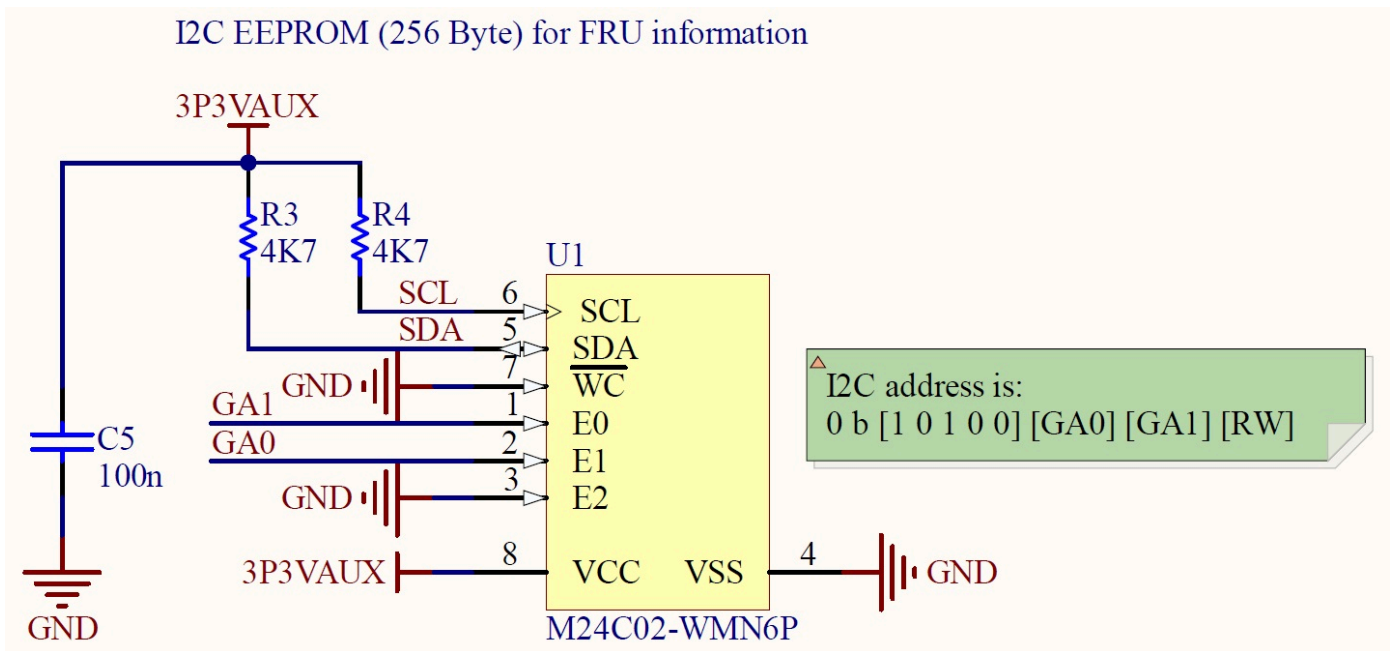 I2C EEPROM (256 Byte) for FRU information
3P3VAUX
R3
4K7
R4
4K7
U1
SCL
6
SCL
SDA
5
SDA
GND
7
WC
GA1
1
E0
GA0
2
E1
GND
3
E2
3P3VAUX
8
VCC
VSS
4
GND
M24C02-WMN6P
C5
100n
GND
I2C address is:
0 b [1 0 1 0 0] [GA0] [GA1] [RW]